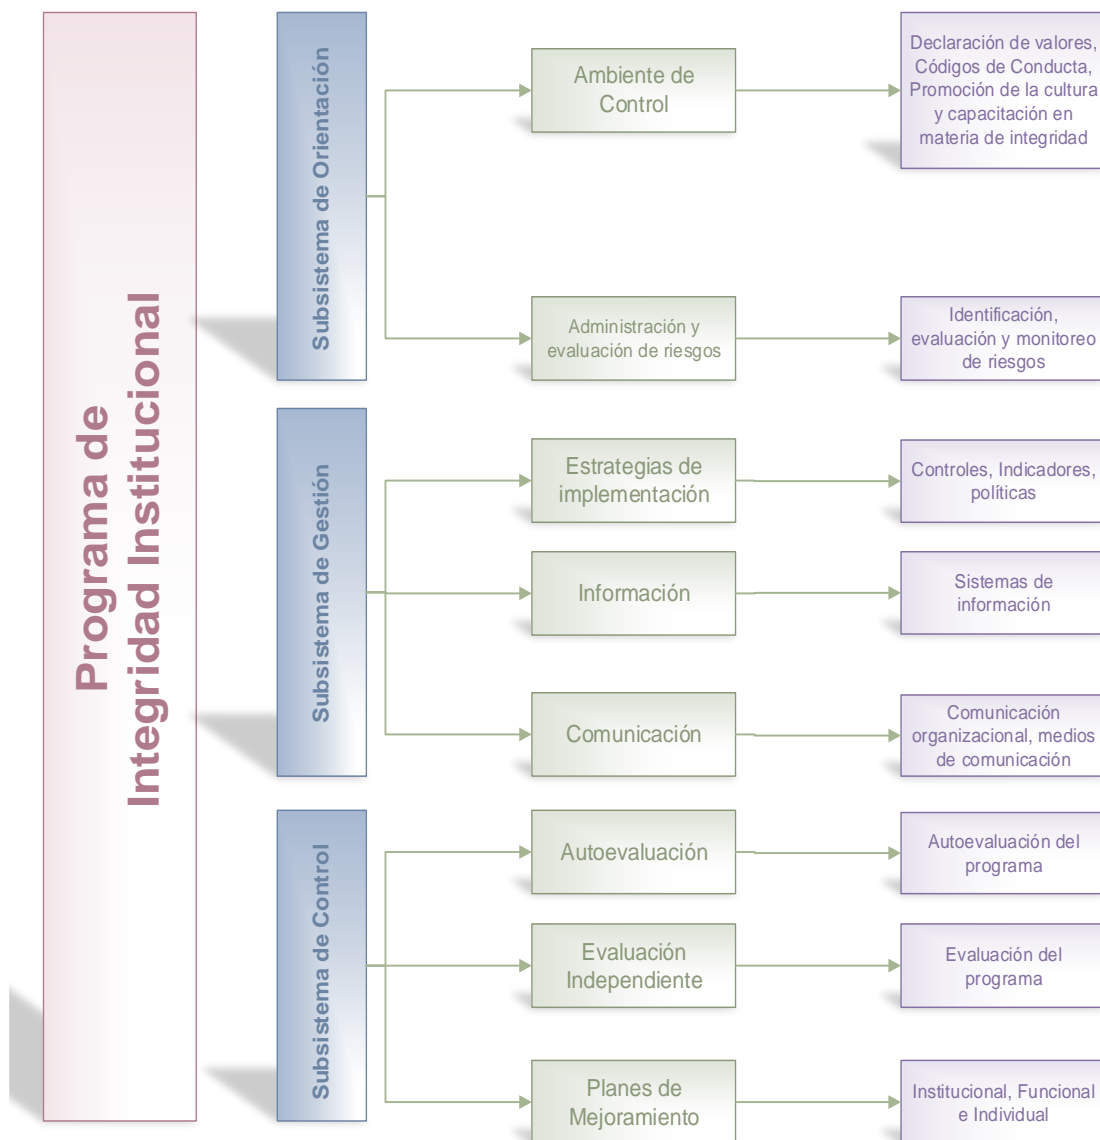 Programa de
Integridad Institucional
Subsistema de Orientación
Ambiente de
Control
Declaración de valores,
Códigos de Conducta,
Promoción de la cultura
y capacitación en
materia de integridad
Administración y
evaluación de riesgos
Identificación,
evaluación y monitoreo
de riesgos
Subsistema de Gestión
Estrategias de
implementación
Controles, Indicadores,
políticas
Información
Sistemas de
información
Comunicación
Comunicación
organizacional, medios
de comunicación
Subsistema de Control
Autoevaluación
Autoevaluación del
programa
Evaluación
Independiente
Evaluación del
programa
Planes de
Mejoramiento
Institucional, Funcional
e Individual